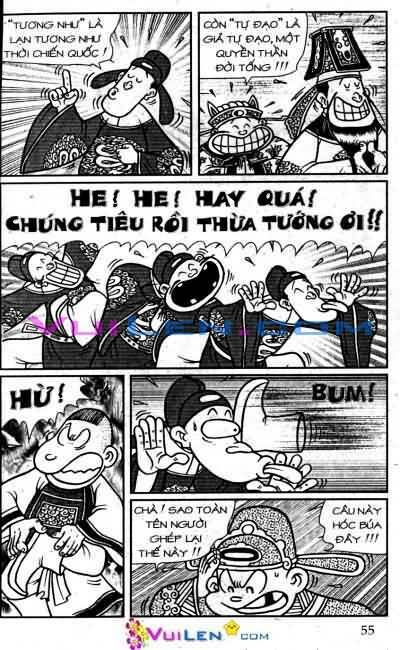 "TƯƠNG NHƯ" LÀ
LẠN TƯƠNG NHƯ
THỜI CHIẾN QUỐC !
CÒN "TỰ ĐẠO" LÀ
GIẢ TỰ ĐẠO, MỘT
QUYỀN THẦN
ĐỜI TỐNG !!!
HE! HE! HAY QUÁ!
CHÚNG TIÊU RỒI THỪA TƯỚNG ƠI!!
VUILEN.COM
HỪ!
BUM!
CHÀ ! SAO TOÀN
TÊN NGƯỜI
GHÉP LẠI
THẾ NÀY !!
CÂU NÀY
HÓC BÚA
ĐÂY !!!
55
VUILEN.COM